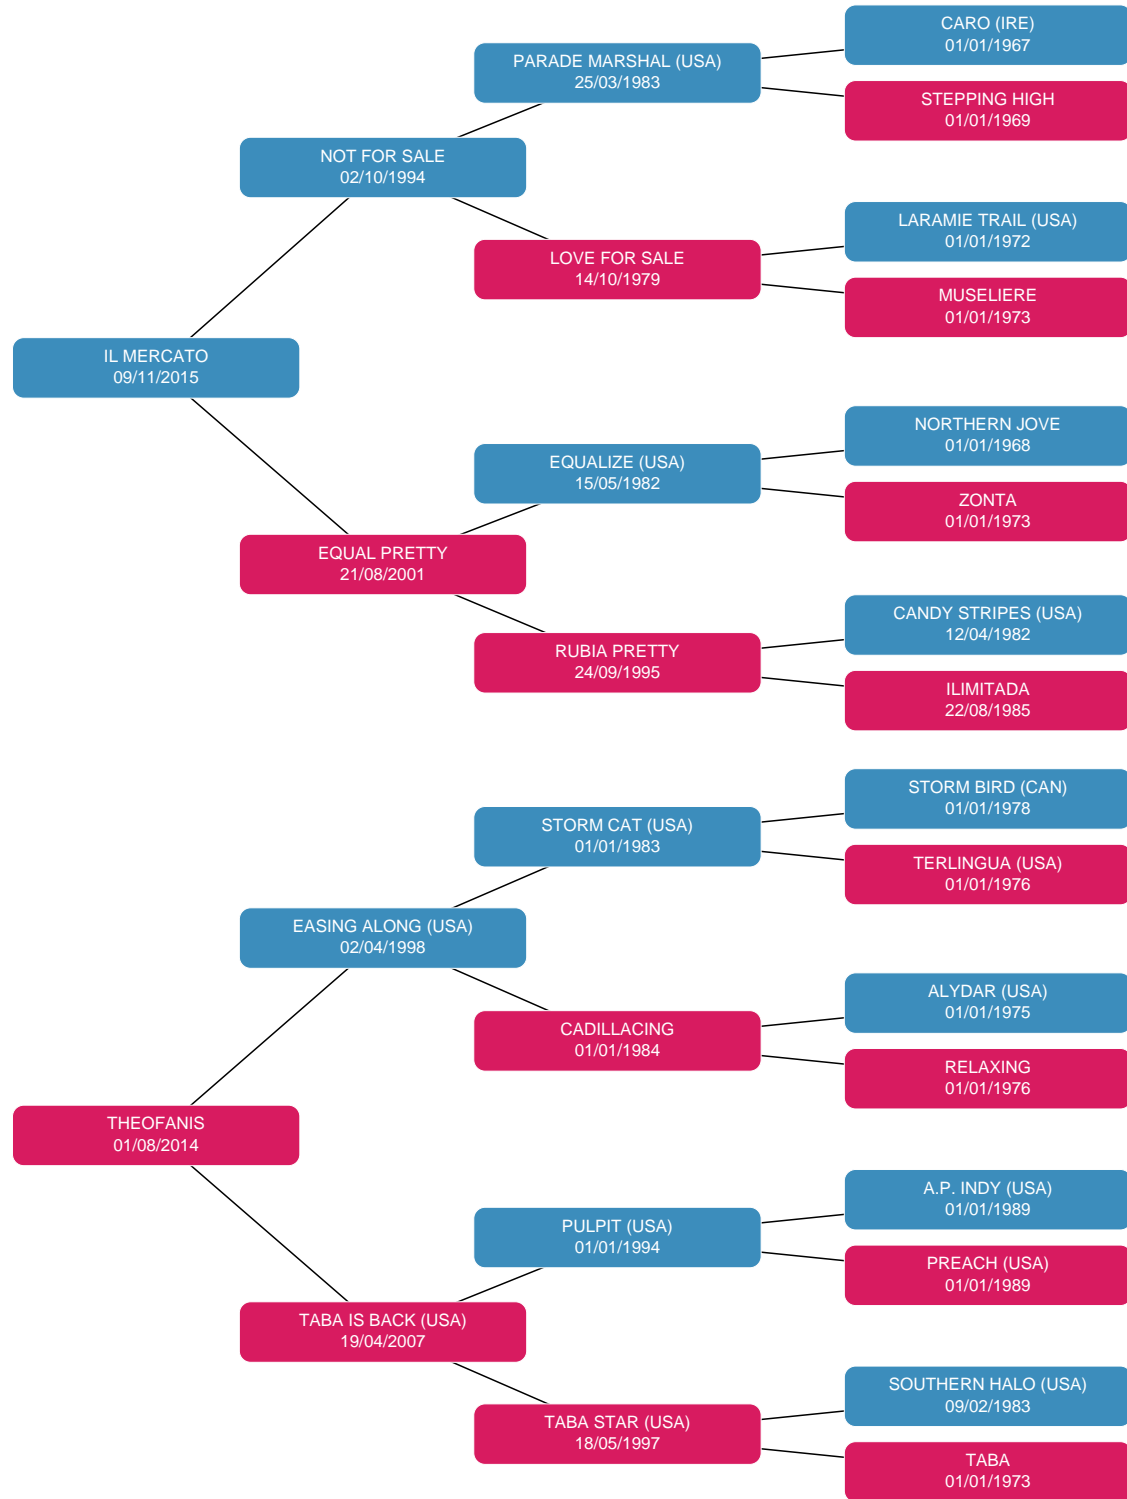 CARO (IRE)
01/01/1967
PARADE MARSHAL (USA)
25/03/1983
STEPPING HIGH
01/01/1969
NOT FOR SALE
02/10/1994
LARAMIE TRAIL (USA)
01/01/1972
LOVE FOR SALE
14/10/1979
MUSELIERE
01/01/1973
IL MERCATO
09/11/2015
NORTHERN JOVE
01/01/1968
EQUALIZE (USA)
15/05/1982
ZONTA
01/01/1973
EQUAL PRETTY
21/08/2001
CANDY STRIPES (USA)
12/04/1982
RUBIA PRETTY
24/09/1995
ILIMITADA
22/08/1985
STORM BIRD (CAN)
01/01/1978
STORM CAT (USA)
01/01/1983
TERLINGUA (USA)
01/01/1976
EASING ALONG (USA)
02/04/1998
ALYDAR (USA)
01/01/1975
CADILLACING
01/01/1984
RELAXING
01/01/1976
THEOFANIS
01/08/2014
A.P. INDY (USA)
01/01/1989
PULPIT (USA)
01/01/1994
PREACH (USA)
01/01/1989
TABA IS BACK (USA)
19/04/2007
SOUTHERN HALO (USA)
09/02/1983
TABA STAR (USA)
18/05/1997
TABA
01/01/1973